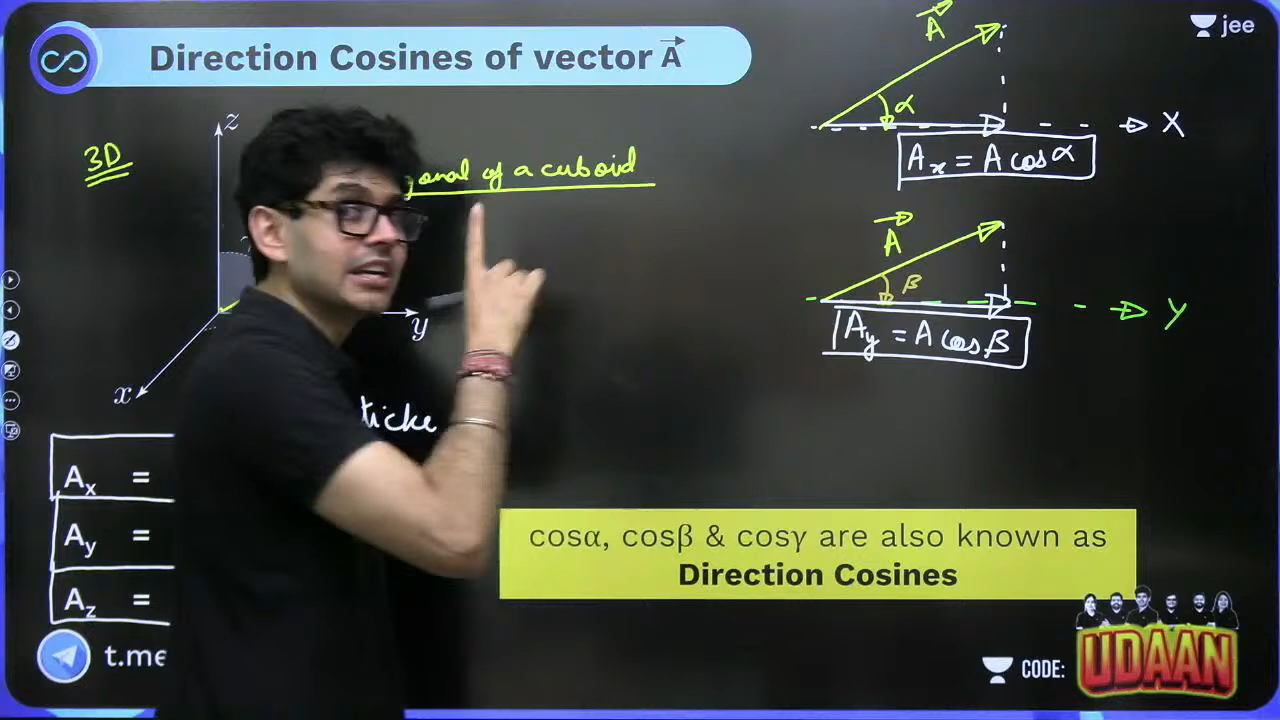 Direction Cosines of vector A
jee
A
α
X
Ax = A cos α
z
3D
of a cuboid
A
β
Y
Ay = A cos β
y
x
Ax =
Ay =
Az =
cosα, cosβ & cosγ are also known as
Direction Cosines
t.me
CODE:
UDAAN